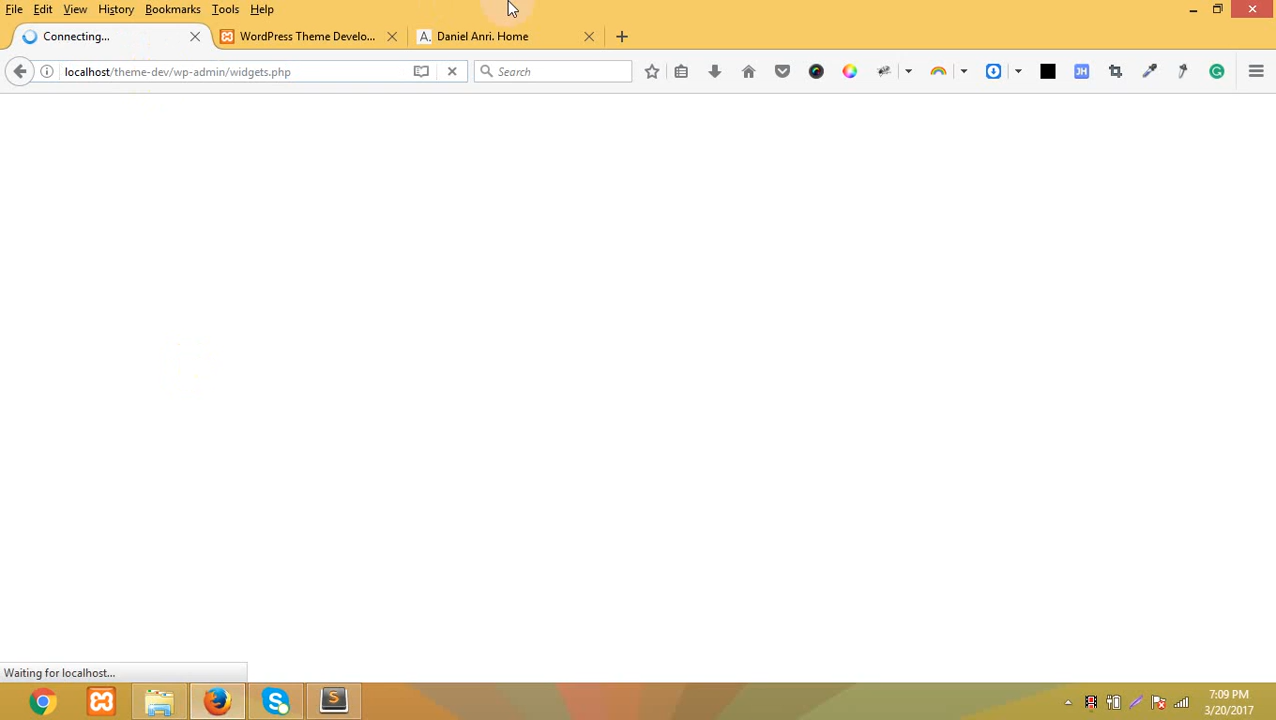 File Edit View History Bookmarks Tools Help
Connecting... WordPress Theme Develo... A. Daniel Anri. Home
localhost/theme-dev/wp-admin/widgets.php Search
JH
Waiting for localhost...
S S
7:09 PM
3/20/2017